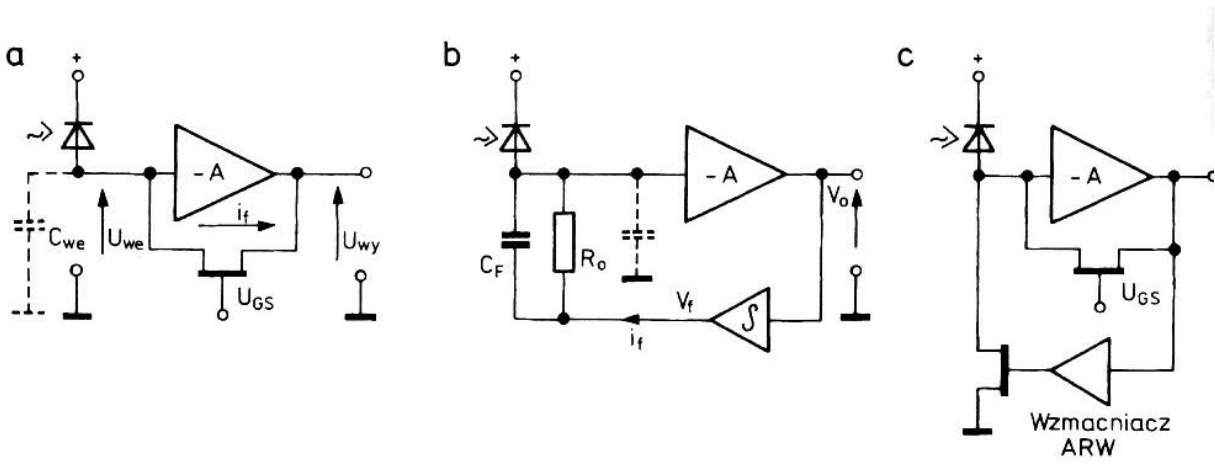 a
+
-A
i_f
C_we
U_we
U_GS
U_wy
b
+
-A
V_o
C_F
R_o
V_f
∫
i_f
c
+
-A
U_GS
Wzmacniacz
ARW